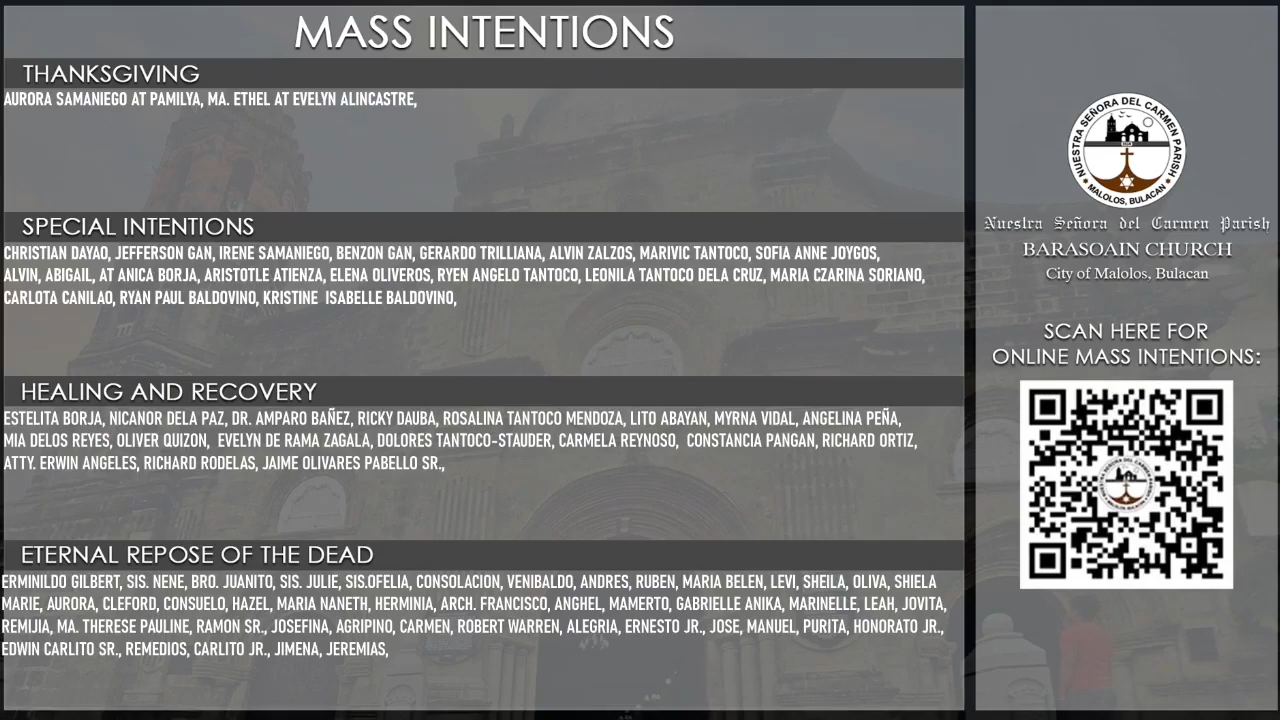 MASS INTENTIONS
THANKSGIVING
AURORA SAMANIEGO AT PAMILYA, MA. ETHEL AT EVELYN ALINCASTRE,
SPECIAL INTENTIONS
CHRISTIAN DAYAO, JEFFERSON GAN, IRENE SAMANIEGO, BENZON GAN, GERARDO TRILLIANA, ALVIN ZALZOS, MARIVIC TANTOCO, SOFIA ANNE JOYGOS,
ALVIN, ABIGAIL, AT ANICA BORJA, ARISTOTLE ATIENZA, ELENA OLIVEROS, RYEN ANGELO TANTOCO, LEONILA TANTOCO DELA CRUZ, MARIA CZARINA SORIANO,
CARLOTA CANILAO, RYAN PAUL BALDOVINO, KRISTINE  ISABELLE BALDOVINO,
HEALING AND RECOVERY
ESTELITA BORJA, NICANOR DELA PAZ, DR. AMPARO BAÑEZ, RICKY DAUBA, ROSALINA TANTOCO MENDOZA, LITO ABAYAN, MYRNA VIDAL, ANGELINA PEÑA,
MIA DELOS REYES, OLIVER QUIZON,  EVELYN DE RAMA ZAGALA, DOLORES TANTOCO-STAUDER, CARMELA REYNOSO,  CONSTANCIA PANGAN, RICHARD ORTIZ,
ATTY. ERWIN ANGELES, RICHARD RODELAS, JAIME OLIVARES PABELLO SR.,
ETERNAL REPOSE OF THE DEAD
ERMINILDO GILBERT, SIS. NENE, BRO. JUANITO, SIS. JULIE, SIS.OFELIA, CONSOLACION, VENIBALDO, ANDRES, RUBEN, MARIA BELEN, LEVI, SHEILA, OLIVA, SHIELA
MARIE, AURORA, CLEFORD, CONSUELO, HAZEL, MARIA NANETH, HERMINIA, ARCH. FRANCISCO, ANGHEL, MAMERTO, GABRIELLE ANIKA, MARINELLE, LEAH, JOVITA,
REMIJIA, MA. THERESE PAULINE, RAMON SR., JOSEFINA, AGRIPINO, CARMEN, ROBERT WARREN, ALEGRIA, ERNESTO JR., JOSE, MANUEL, PURITA, HONORATO JR.,
EDWIN CARLITO SR., REMEDIOS, CARLITO JR., JIMENA, JEREMIAS,
NUESTRA SEÑORA DEL CARMEN PARISH
MALOLOS, BULACAN
Nuestra Señora del Carmen Parish
BARASOAIN CHURCH
City of Malolos, Bulacan
SCAN HERE FOR
ONLINE MASS INTENTIONS: